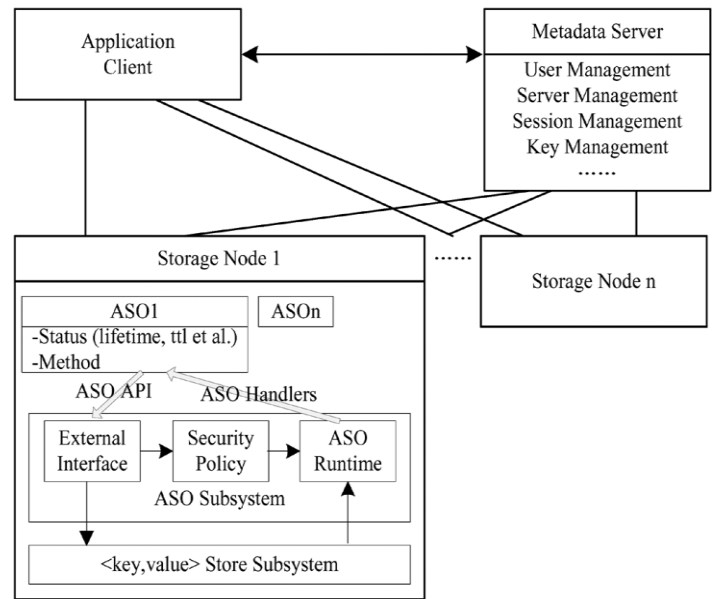 Application
Client
Metadata Server
User Management
Server Management
Session Management
Key Management
......
Storage Node 1
......
Storage Node n
ASO1
ASOn
-Status (lifetime, ttl et al.)
-Method
ASO API
ASO Handlers
External
Interface
Security
Policy
ASO
Runtime
ASO Subsystem
<key,value> Store Subsystem